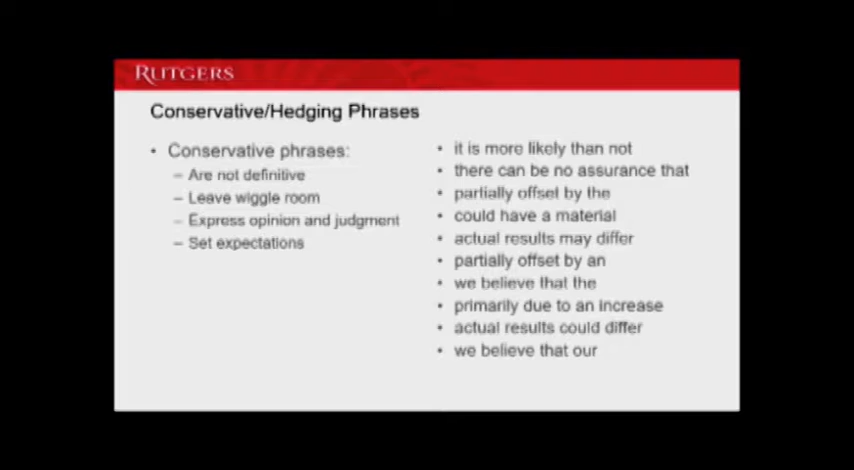 RUTGERS
Conservative/Hedging Phrases
• Conservative phrases:
– Are not definitive
– Leave wiggle room
– Express opinion and judgment
– Set expectations
• it is more likely than not
• there can be no assurance that
• partially offset by the
• could have a material
• actual results may differ
• partially offset by an
• we believe that the
• primarily due to an increase
• actual results could differ
• we believe that our